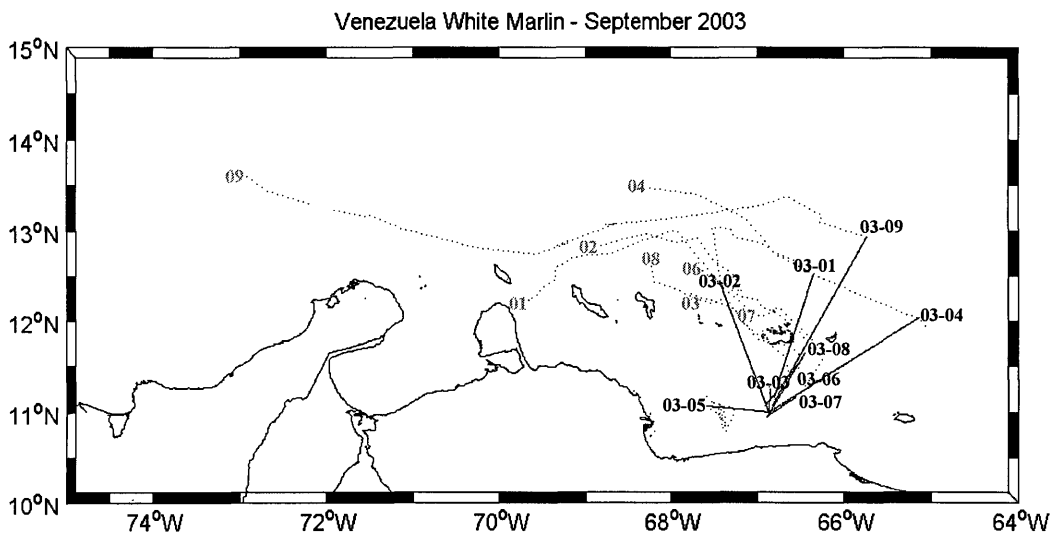 Venezuela White Marlin - September 2003
15°N
14°N
13°N
12°N
11°N
10°N
09
04
03-09
02
08
06
03-01
03-02
01
03
07
03-04
03-08
03-03
03-06
03-05
03-07
74°W
72°W
70°W
68°W
66°W
64°W